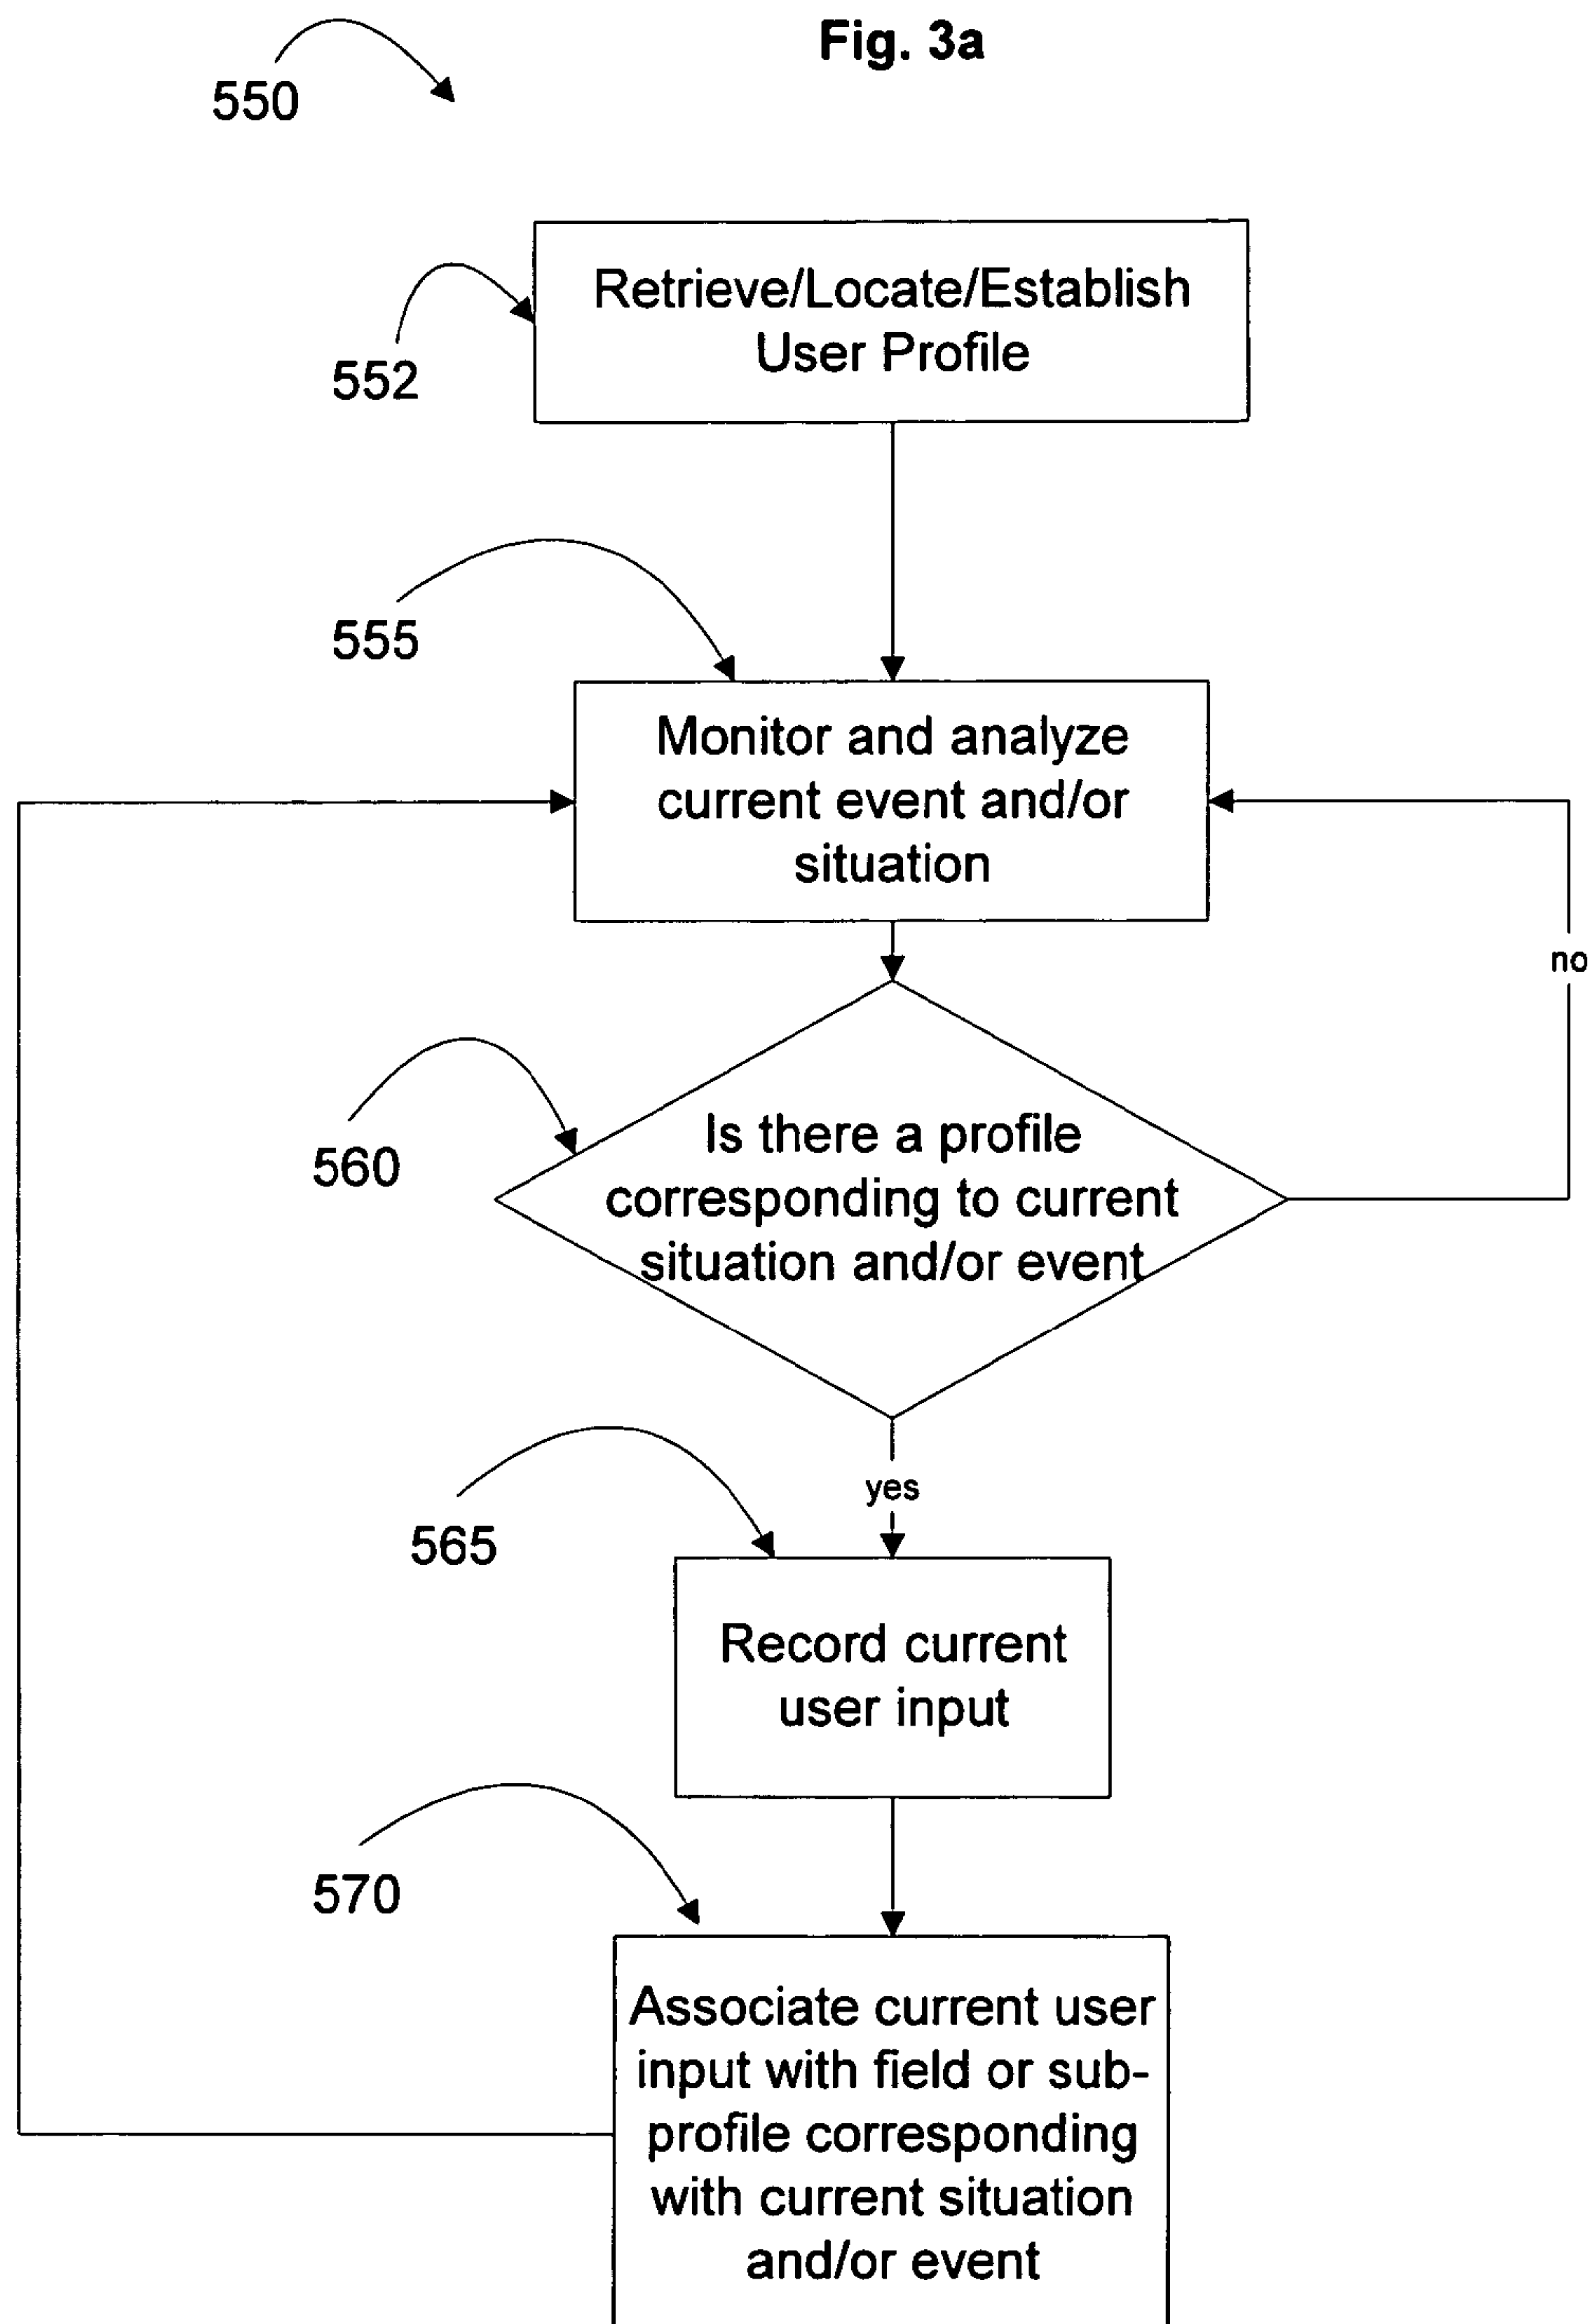 Fig. 3a
550
Retrieve/Locate/Establish
User Profile
552
555
Monitor and analyze
current event and/or
situation
no
560
Is there a profile
corresponding to current
situation and/or event
yes
565
Record current
user input
570
Associate current user
input with field or sub-
profile corresponding
with current situation
and/or event